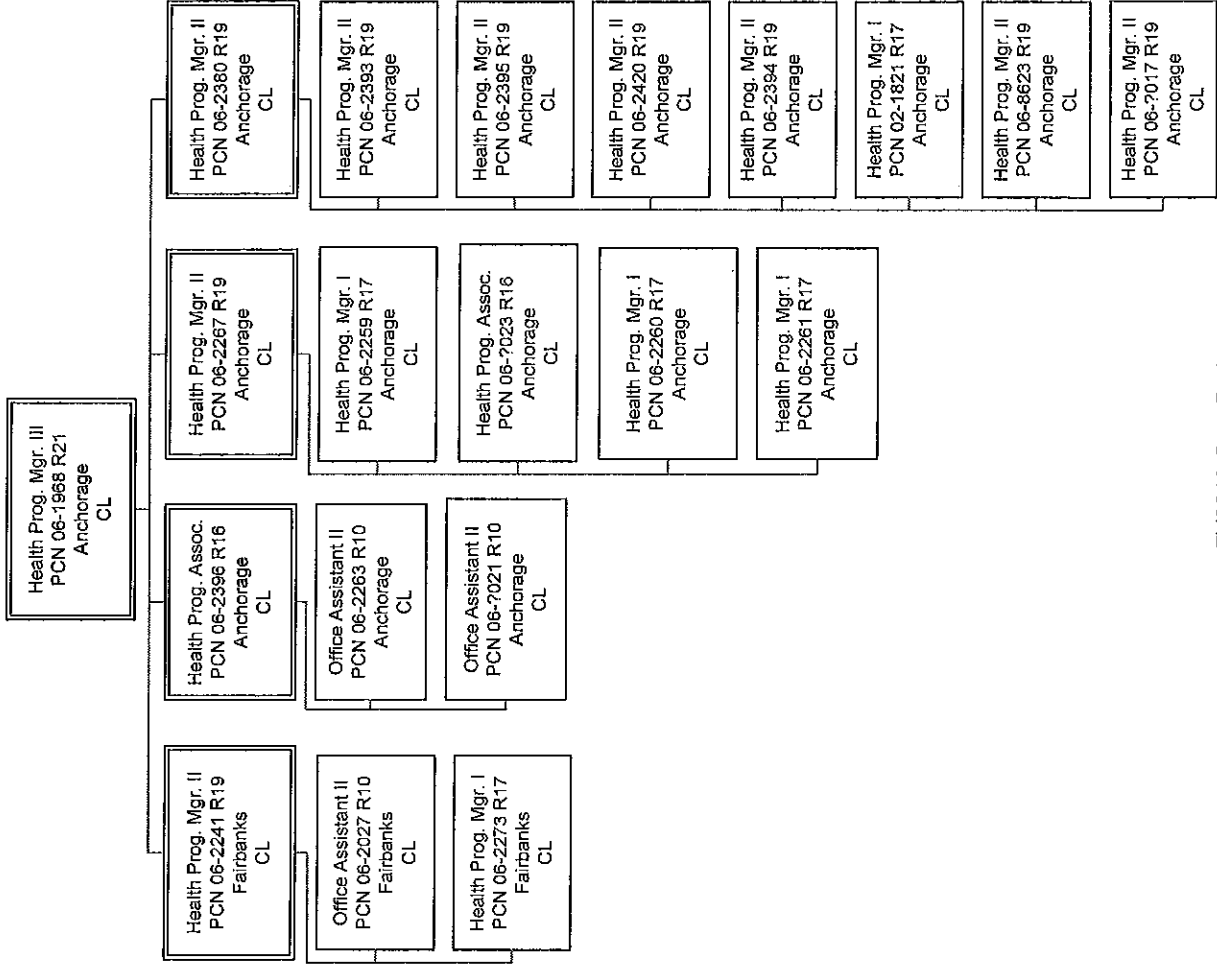 Health Prog. Mgr. III
PCN 06-1968 R21
Anchorage
CL
Health Prog. Mgr. II
PCN 06-2241 R19
Fairbanks
CL
Office Assistant II
PCN 06-2027 R10
Fairbanks
CL
Health Prog. Mgr. I
PCN 06-2273 R17
Fairbanks
CL
Health Prog. Assoc.
PCN 06-2396 R16
Anchorage
CL
Office Assistant II
PCN 06-2263 R10
Anchorage
CL
Office Assistant II
PCN 06-?021 R10
Anchorage
CL
Health Prog. Mgr. II
PCN 06-2267 R19
Anchorage
CL
Health Prog. Mgr. I
PCN 06-2259 R17
Anchorage
CL
Health Prog. Assoc.
PCN 06-?023 R16
Anchorage
CL
Health Prog. Mgr. I
PCN 06-2260 R17
Anchorage
CL
Health Prog. Mgr. I
PCN 06-2261 R17
Anchorage
CL
Health Prog. Mgr. II
PCN 06-2380 R19
Anchorage
CL
Health Prog. Mgr. II
PCN 06-2393 R19
Anchorage
CL
Health Prog. Mgr. II
PCN 06-2395 R19
Anchorage
CL
Health Prog. Mgr. II
PCN 06-2420 R19
Anchorage
CL
Health Prog. Mgr. II
PCN 06-2394 R19
Anchorage
CL
Health Prog. Mgr. I
PCN 02-1821 R17
Anchorage
CL
Health Prog. Mgr. II
PCN 06-8623 R19
Anchorage
CL
Health Prog. Mgr. II
PCN 06-?017 R19
Anchorage
CL